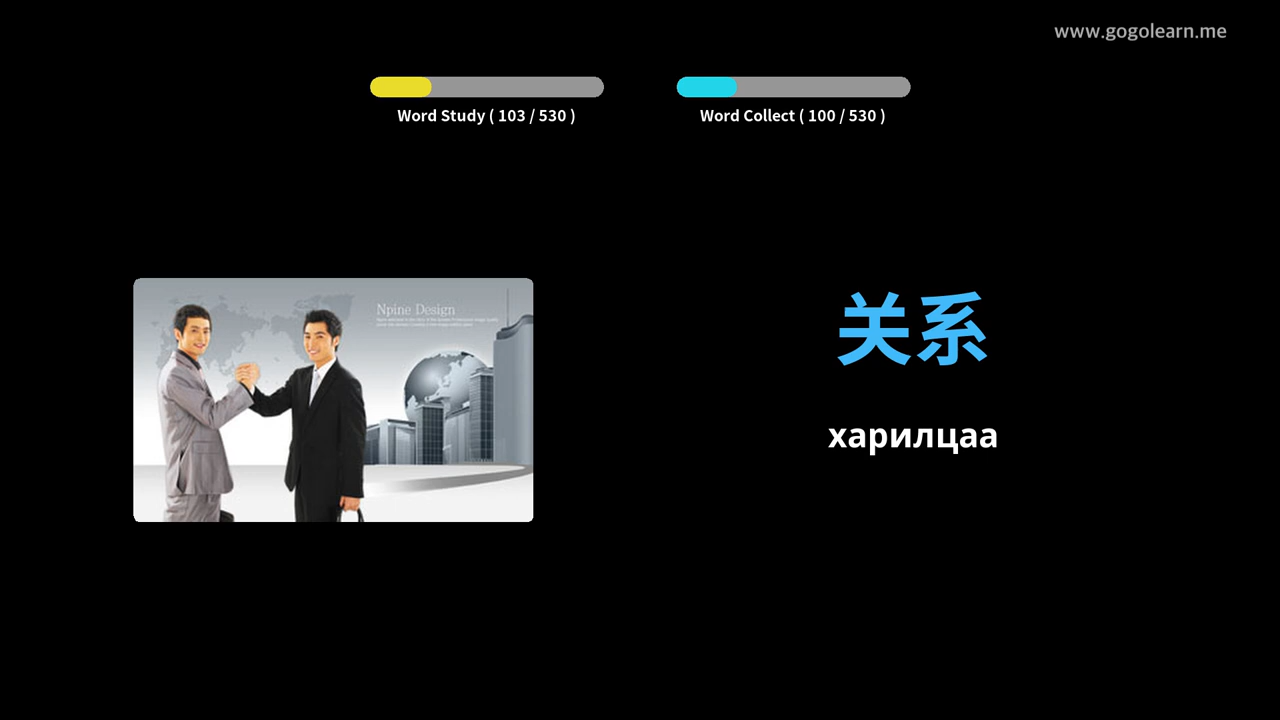 www.gogolearn.me
Word Study ( 103 / 530 )
Word Collect ( 100 / 530 )
Npine Design
关系
харилцаа